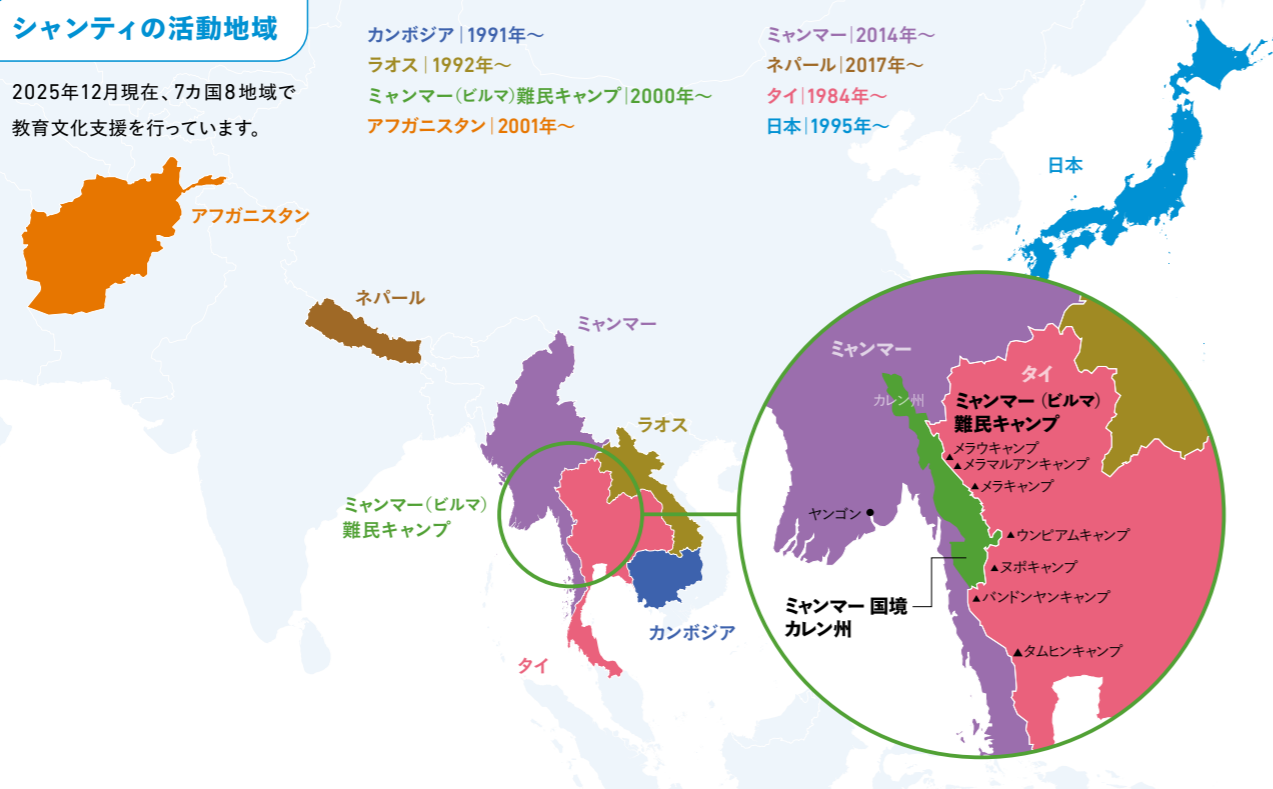 シャンティの活動地域
2025年12月現在、7カ国8地域で
教育文化支援を行っています。
カンボジア|1991年〜
ラオス|1992年〜
ミャンマー(ビルマ)難民キャンプ|2000年〜
アフガニスタン|2001年〜
ミャンマー|2014年〜
ネパール|2017年〜
タイ|1984年〜
日本|1995年〜
日本
アフガニスタン
ネパール
ミャンマー
ラオス
ミャンマー(ビルマ)
難民キャンプ
カンボジア
タイ
ミャンマー
タイ
カレン州
ミャンマー(ビルマ)
難民キャンプ
メラウキャンプ
▲メラマルアンキャンプ
▲メラキャンプ
ヤンゴン●
▲ウンピアムキャンプ
▲ヌポキャンプ
▲バンドンヤンキャンプ
ミャンマー 国境
カレン州
▲タムヒンキャンプ